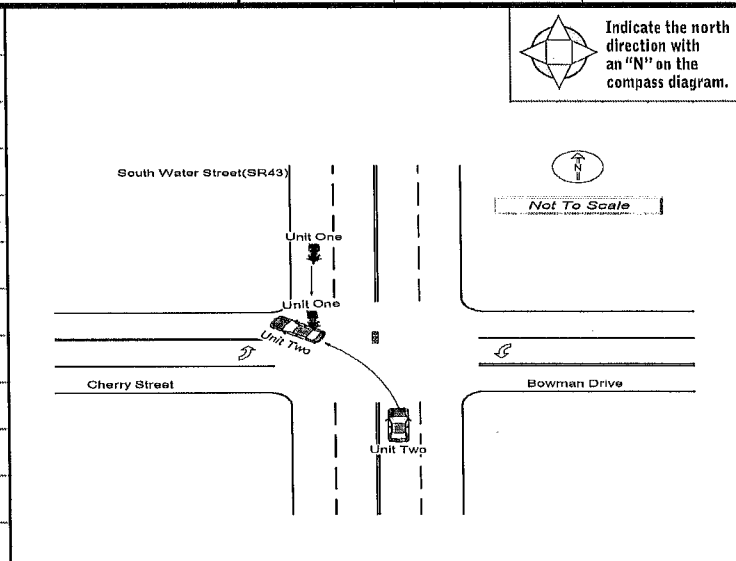 Indicate the north
direction with
an "N" on the
compass diagram.
South Water Street(SR43)
N
Not To Scale
Unit One
Unit One
Unit Two
Cherry Street
Bowman Drive
Unit Two